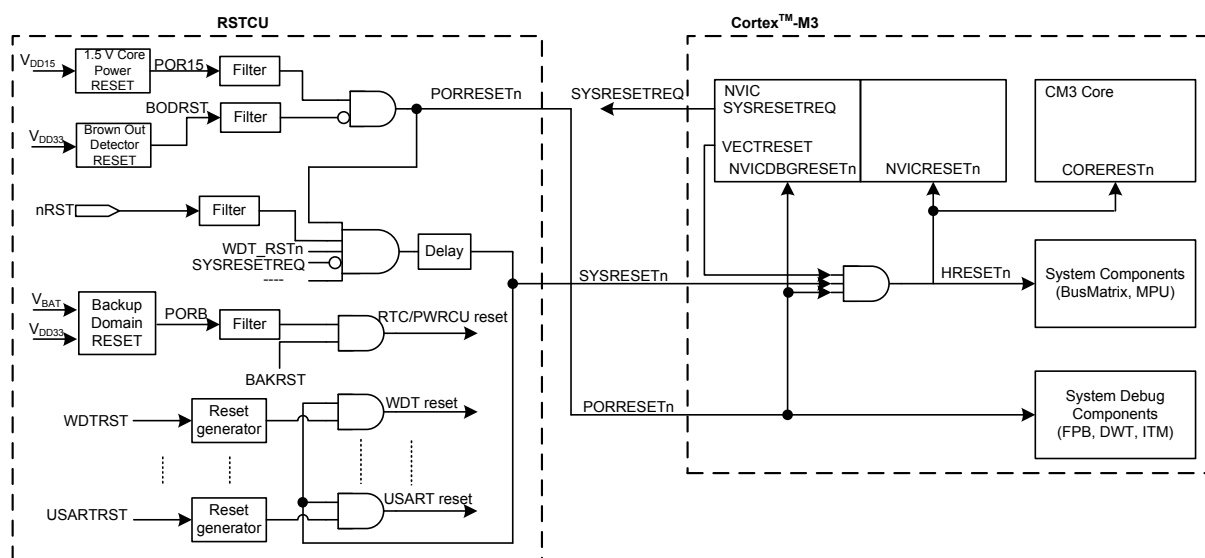 RSTCU
Cortex™-M3
VDD15
1.5 V Core
Power
RESET
POR15
Filter
BODRST
Filter
VDD33
Brown Out
Detector
RESET
PORRESETn
nRST
Filter
WDT_RSTn
SYSRESETREQ
----
Delay
VBAT
VDD33
Backup
Domain
RESET
PORB
Filter
RTC/PWRCU reset
BAKRST
WDTRST
Reset
generator
WDT reset
USARTRST
Reset
generator
USART reset
SYSRESETREQ
NVIC
SYSRESETREQ
VECTRESET
NVICDBGRESETn
NVICRESETn
CM3 Core
CORERESTn
SYSRESETn
HRESETn
System Components
(BusMatrix, MPU)
PORRESETn
System Debug
Components
(FPB, DWT, ITM)